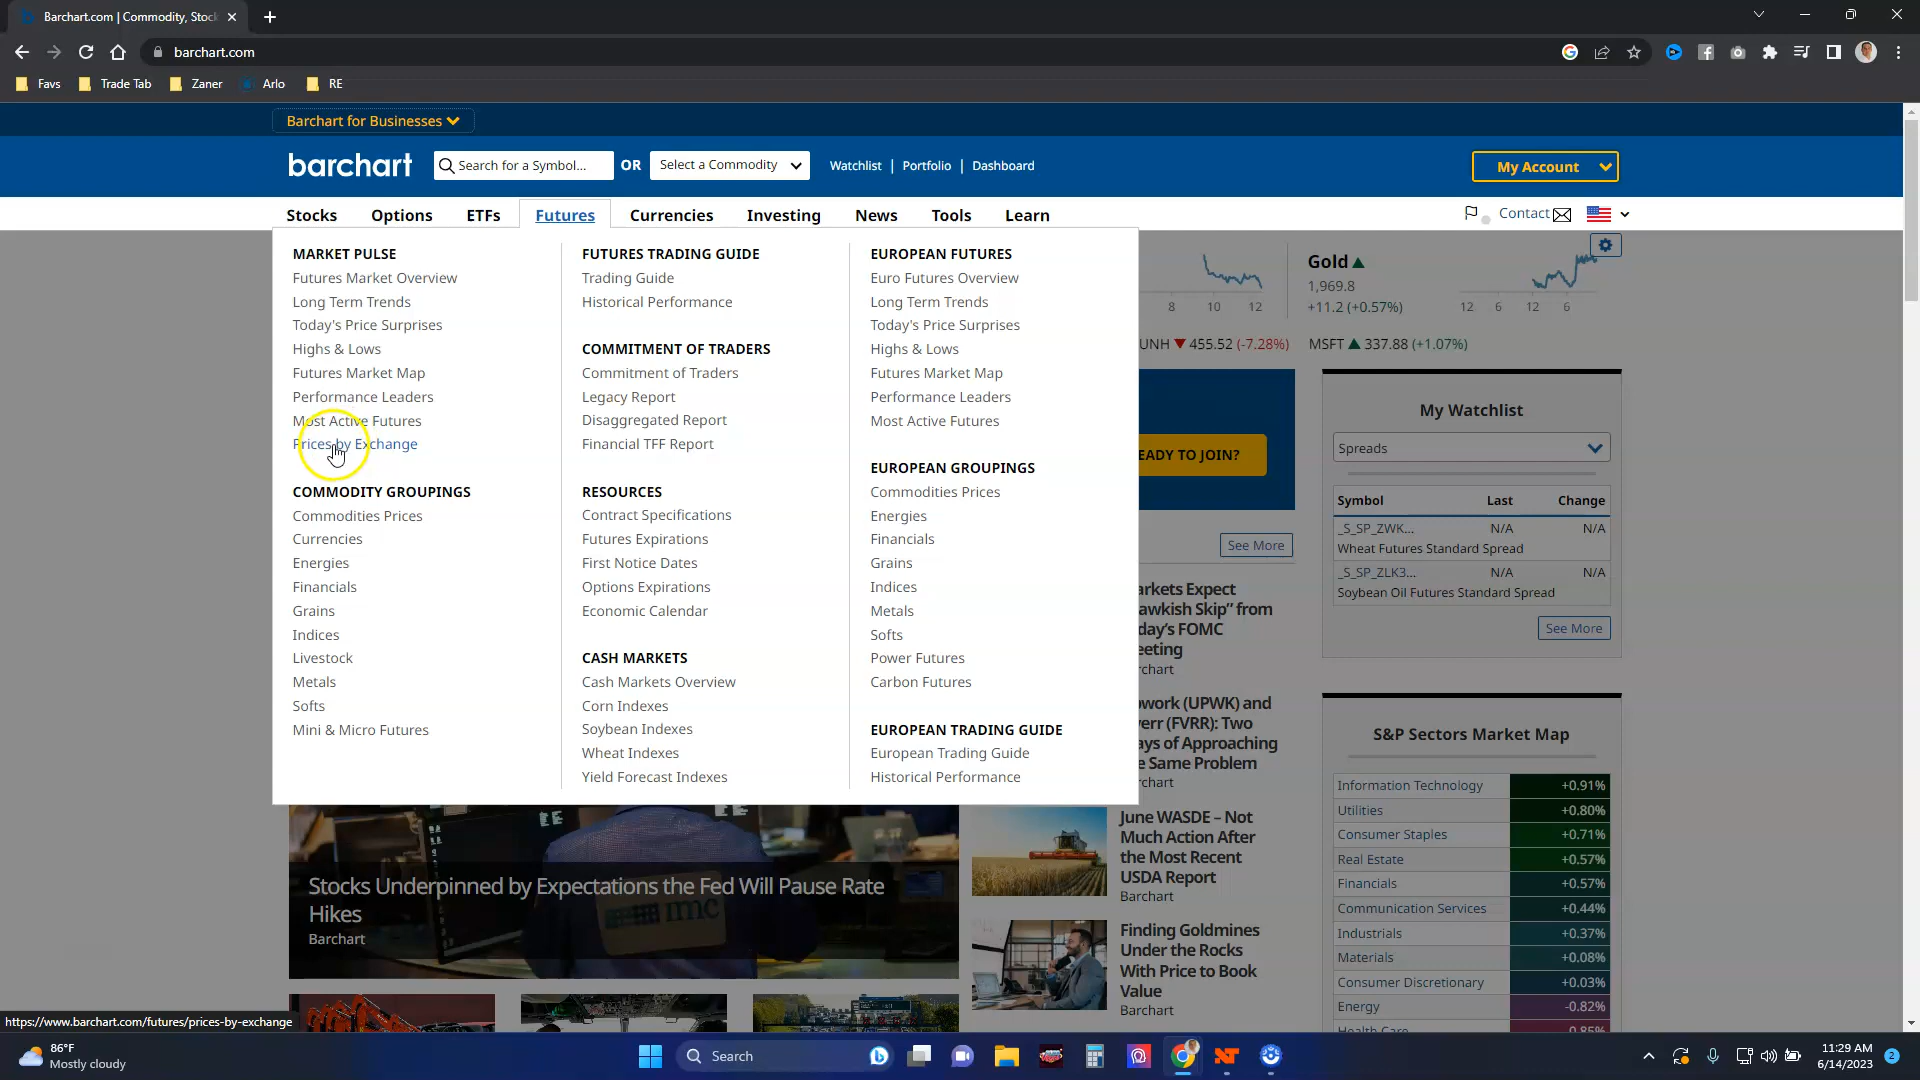 Barchart.com | Commodity, Stock
barchart.com
Favs
Trade Tab
Zaner
Arlo
RE
Barchart for Businesses
barchart
Search for a Symbol...
OR
Select a Commodity
Watchlist | Portfolio | Dashboard
My Account
Stocks
Options
ETFs
Futures
Currencies
Investing
News
Tools
Learn
Contact
MARKET PULSE
Futures Market Overview
Long Term Trends
Today's Price Surprises
Highs & Lows
Futures Market Map
Performance Leaders
Most Active Futures
Prices by Exchange
COMMODITY GROUPINGS
Commodities Prices
Currencies
Energies
Financials
Grains
Indices
Livestock
Metals
Softs
Mini & Micro Futures
FUTURES TRADING GUIDE
Trading Guide
Historical Performance
COMMITMENT OF TRADERS
Commitment of Traders
Legacy Report
Disaggregated Report
Financial TFF Report
RESOURCES
Contract Specifications
Futures Expirations
First Notice Dates
Options Expirations
Economic Calendar
CASH MARKETS
Cash Markets Overview
Corn Indexes
Soybean Indexes
Wheat Indexes
Yield Forecast Indexes
EUROPEAN FUTURES
Euro Futures Overview
Long Term Trends
Today's Price Surprises
Highs & Lows
Futures Market Map
Performance Leaders
Most Active Futures
EUROPEAN GROUPINGS
Commodities Prices
Energies
Financials
Grains
Indices
Metals
Softs
Power Futures
Carbon Futures
EUROPEAN TRADING GUIDE
European Trading Guide
Historical Performance
8 10 12
Gold
1,969.8
+11.2 (+0.57%)
12 6 12 6
UNH 455.52 (-7.28%) MSFT 337.88 (+1.07%)
EADY TO JOIN?
See More
arkets Expect
awkish Skip" from
day's FOMC
eeting
rchart
owork (UPWK) and
verr (FVRR): Two
ays of Approaching
e Same Problem
rchart
June WASDE – Not
Much Action After
the Most Recent
USDA Report
Barchart
Finding Goldmines
Under the Rocks
With Price to Book
Value
Barchart
My Watchlist
Spreads
Symbol Last Change
_S_SP_ZWK... N/A N/A
Wheat Futures Standard Spread
_S_SP_ZLK3... N/A N/A
Soybean Oil Futures Standard Spread
See More
S&P Sectors Market Map
Information Technology +0.91%
Utilities +0.80%
Consumer Staples +0.71%
Real Estate +0.57%
Financials +0.57%
Communication Services +0.44%
Industrials +0.37%
Materials +0.08%
Consumer Discretionary +0.03%
Energy -0.82%
Health Care -0.85%
imc
Stocks Underpinned by Expectations the Fed Will Pause Rate
Hikes
Barchart
https://www.barchart.com/futures/prices-by-exchange
86°F
Mostly cloudy
Search
11:29 AM
6/14/2023
2